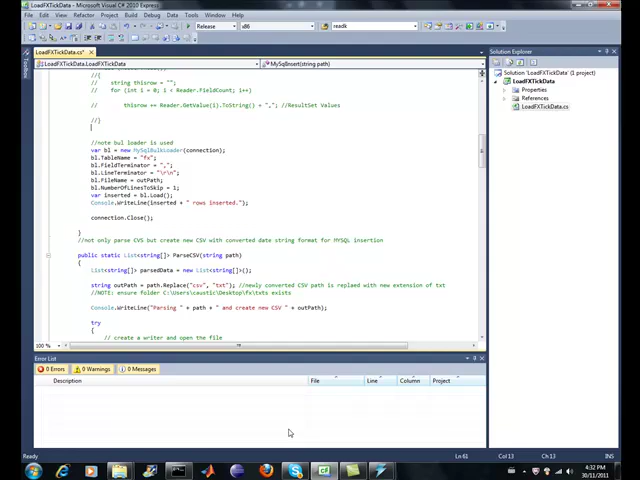 LoadFXTickData - Microsoft Visual C# 2010 Express
File Edit View Refactor Project Build Debug Data Tools Window Help
Release x86 readk
LoadFXTickData.cs*
Solution Explorer
LoadFXTickData.LoadFXTickData MySqlInsert(string path)
Toolbox
Solution 'LoadFXTickData' (1 project)
LoadFXTickData
Properties
References
LoadFXTickData.cs
//{
// string thisrow = "";
// for (int i = 0; i < Reader.FieldCount; i++)
// thisrow += Reader.GetValue(i).ToString() + ","; //ResultSet Values
//}
//note bul loader is used
var bl = new MySqlBulkLoader(connection);
bl.TableName = "fx";
bl.FieldTerminator = ",";
bl.LineTerminator = "\r\n";
bl.FileName = outPath;
bl.NumberOfLinesToSkip = 1;
var inserted = bl.Load();
Console.WriteLine(inserted + " rows inserted.");
connection.Close();
}
//not only parse CVS but create new CSV with converted date string format for MYSQL insertion
public static List<string[]> ParseCSV(string path)
{
List<string[]> parsedData = new List<string[]>();
string outPath = path.Replace("csv", "txt"); //newly converted CSV path is replaed with new extension of txt
//NOTE: ensure folder C:\Users\caustic\Desktop\fx\txts exists
Console.WriteLine("Parsing " + path + " and create new CSV " + outPath);
try
{
// create a writer and open the file
100 %
Error List
0 Errors 0 Warnings 0 Messages
Description File Line Column Project
Ready Ln 61 Col 13 Ch 13 INS
4:32 PM
30/11/2011